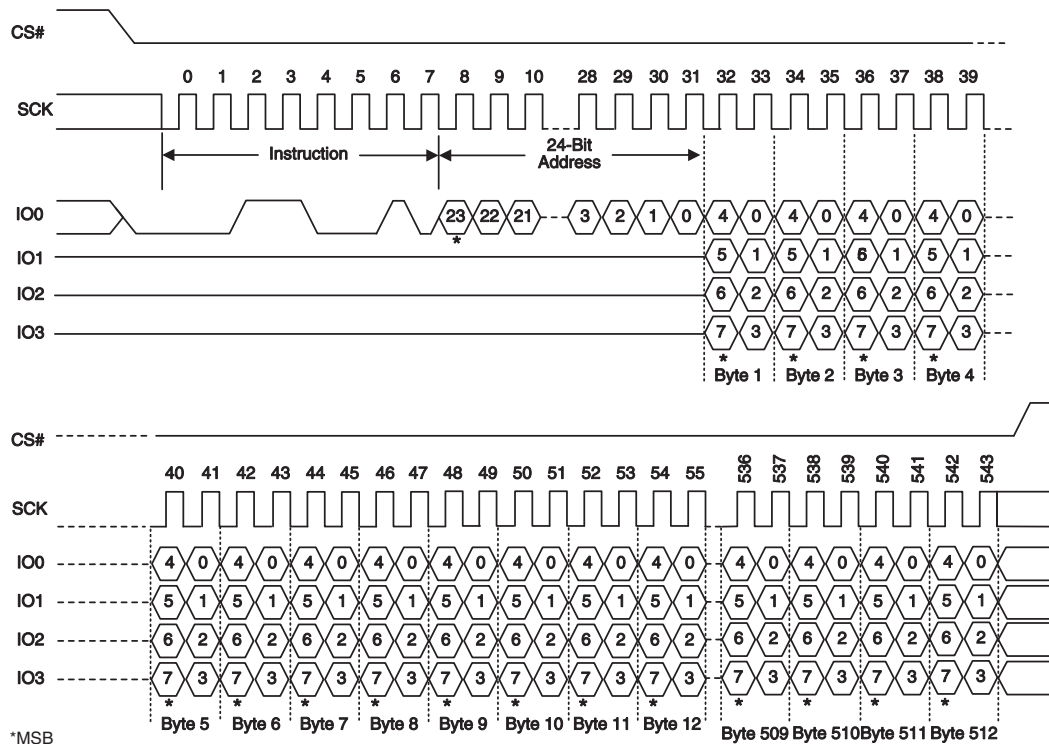 CS#
0 1 2 3 4 5 6 7 8 9 10 28 29 30 31 32 33 34 35 36 37 38 39
SCK
Instruction
24-Bit
Address
IO0 23 22 21 3 2 1 0 4 0 4 0 4 0 4 0
*
IO1 5 1 5 1 6 1 5 1
IO2 6 2 6 2 6 2 6 2
IO3 7 3 7 3 7 3 7 3
* * * *
Byte 1 Byte 2 Byte 3 Byte 4
CS#
40 41 42 43 44 45 46 47 48 49 50 51 52 53 54 55 536 537 538 539 540 541 542 543
SCK
IO0 4 0 4 0 4 0 4 0 4 0 4 0 4 0 4 0 4 0 4 0 4 0 4 0
IO1 5 1 5 1 5 1 5 1 5 1 5 1 5 1 5 1 5 1 5 1 5 1 5 1
IO2 6 2 6 2 6 2 6 2 6 2 6 2 6 2 6 2 6 2 6 2 6 2 6 2
IO3 7 3 7 3 7 3 7 3 7 3 7 3 7 3 7 3 7 3 7 3 7 3 7 3
* * * * * * * * * * * *
Byte 5 Byte 6 Byte 7 Byte 8 Byte 9 Byte 10 Byte 11 Byte 12 Byte 509 Byte 510 Byte 511 Byte 512
*MSB